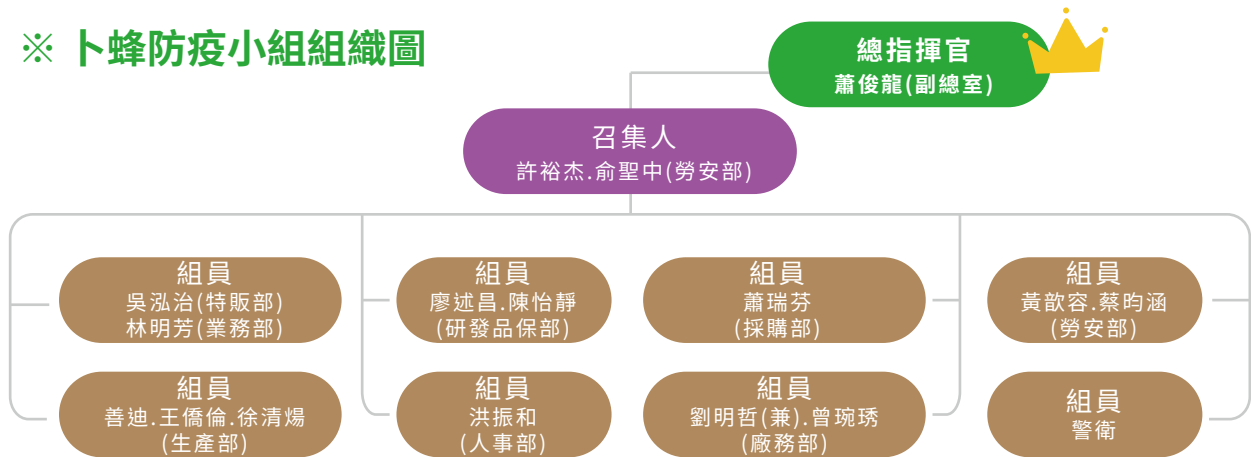 ※ 卜蜂防疫小組組織圖
總指揮官
蕭俊龍(副總室)
召集人
許裕杰.俞聖中(勞安部)
組員
吳泓治(特販部)
林明芳(業務部)
組員
廖述昌.陳怡靜
(研發品保部)
組員
蕭瑞芬
(採購部)
組員
黃歆容.蔡昀涵
(勞安部)
組員
善迪.王僑倫.徐清煬
(生產部)
組員
洪振和
(人事部)
組員
劉明哲(兼).曾琬琇
(廠務部)
組員
警衛